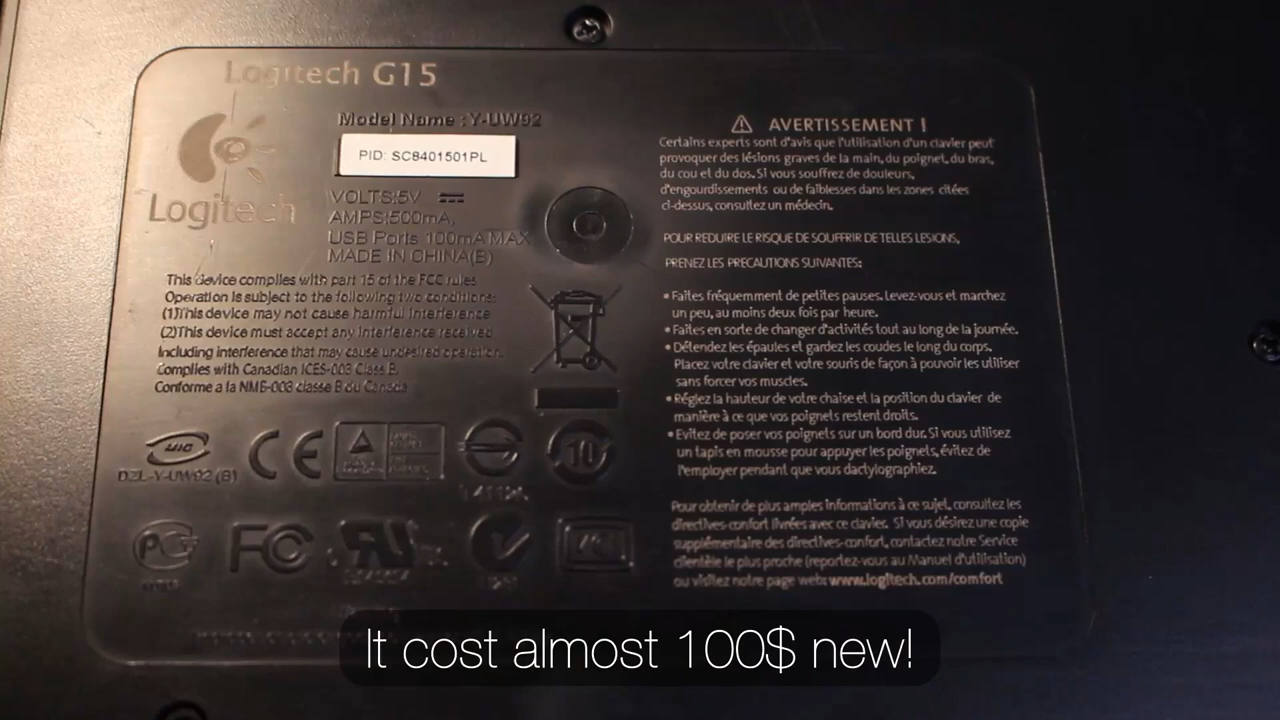 Logitech G15
Logitech
Model Name : Y-UW92
PID: SC8401501PL
VOLTS:5V
AMPS:500mA,
USB Ports 100mA MAX
MADE IN CHINA(B)
This device complies with part 15 of the FCC rules
Operation is subject to the following two conditions:
(1)This device may not cause harmful interference
(2)This device must accept any interference received
including interference that may cause undesired operation.
Complies with Canadian ICES-003 Class B.
Conforme a la NMB-003 classe B du Canada
MIC
CE
10
DZL-Y-UW92 (B)
FC
AVERTISSEMENT !
Certains experts sont d'avis que l'utilisation d'un clavier peut
provoquer des lésions graves de la main, du poignet, du bras,
du cou et du dos. Si vous souffrez de douleurs,
d'engourdissements ou de faiblesses dans les zones citées
ci-dessus, consultez un médecin.
POUR REDUIRE LE RISQUE DE SOUFFRIR DE TELLES LESIONS,
PRENEZ LES PRECAUTIONS SUIVANTES:
• Faites fréquemment de petites pauses. Levez-vous et marchez
un peu, au moins deux fois par heure.
• Faites en sorte de changer d'activités tout au long de la journée.
• Détendez les épaules et gardez les coudes le long du corps.
Placez votre clavier et votre souris de façon à pouvoir les utiliser
sans forcer vos muscles.
• Réglez la hauteur de votre chaise et la position du clavier de
manière à ce que vos poignets restent droits.
• Evitez de poser vos poignets sur un bord dur. Si vous utilisez
un tapis en mousse pour appuyer les poignets, évitez de
l'employer pendant que vous dactylographiez.
Pour obtenir de plus amples informations à ce sujet, consultez les
directives-confort livrées avec ce clavier. Si vous désirez une copie
supplémentaire des directives-confort, contactez notre Service
clientèle le plus proche (reportez-vous au Manuel d'utilisation)
ou visitez notre page web: www.logitech.com/comfort
It cost almost 100$ new!